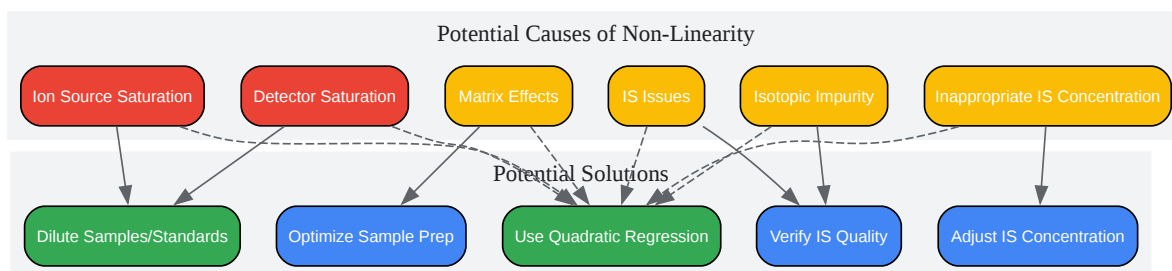 Potential Causes of Non-Linearity
Ion Source Saturation
Detector Saturation
Matrix Effects
IS Issues
Isotopic Impurity
Inappropriate IS Concentration
Potential Solutions
Dilute Samples/Standards
Optimize Sample Prep
Use Quadratic Regression
Verify IS Quality
Adjust IS Concentration